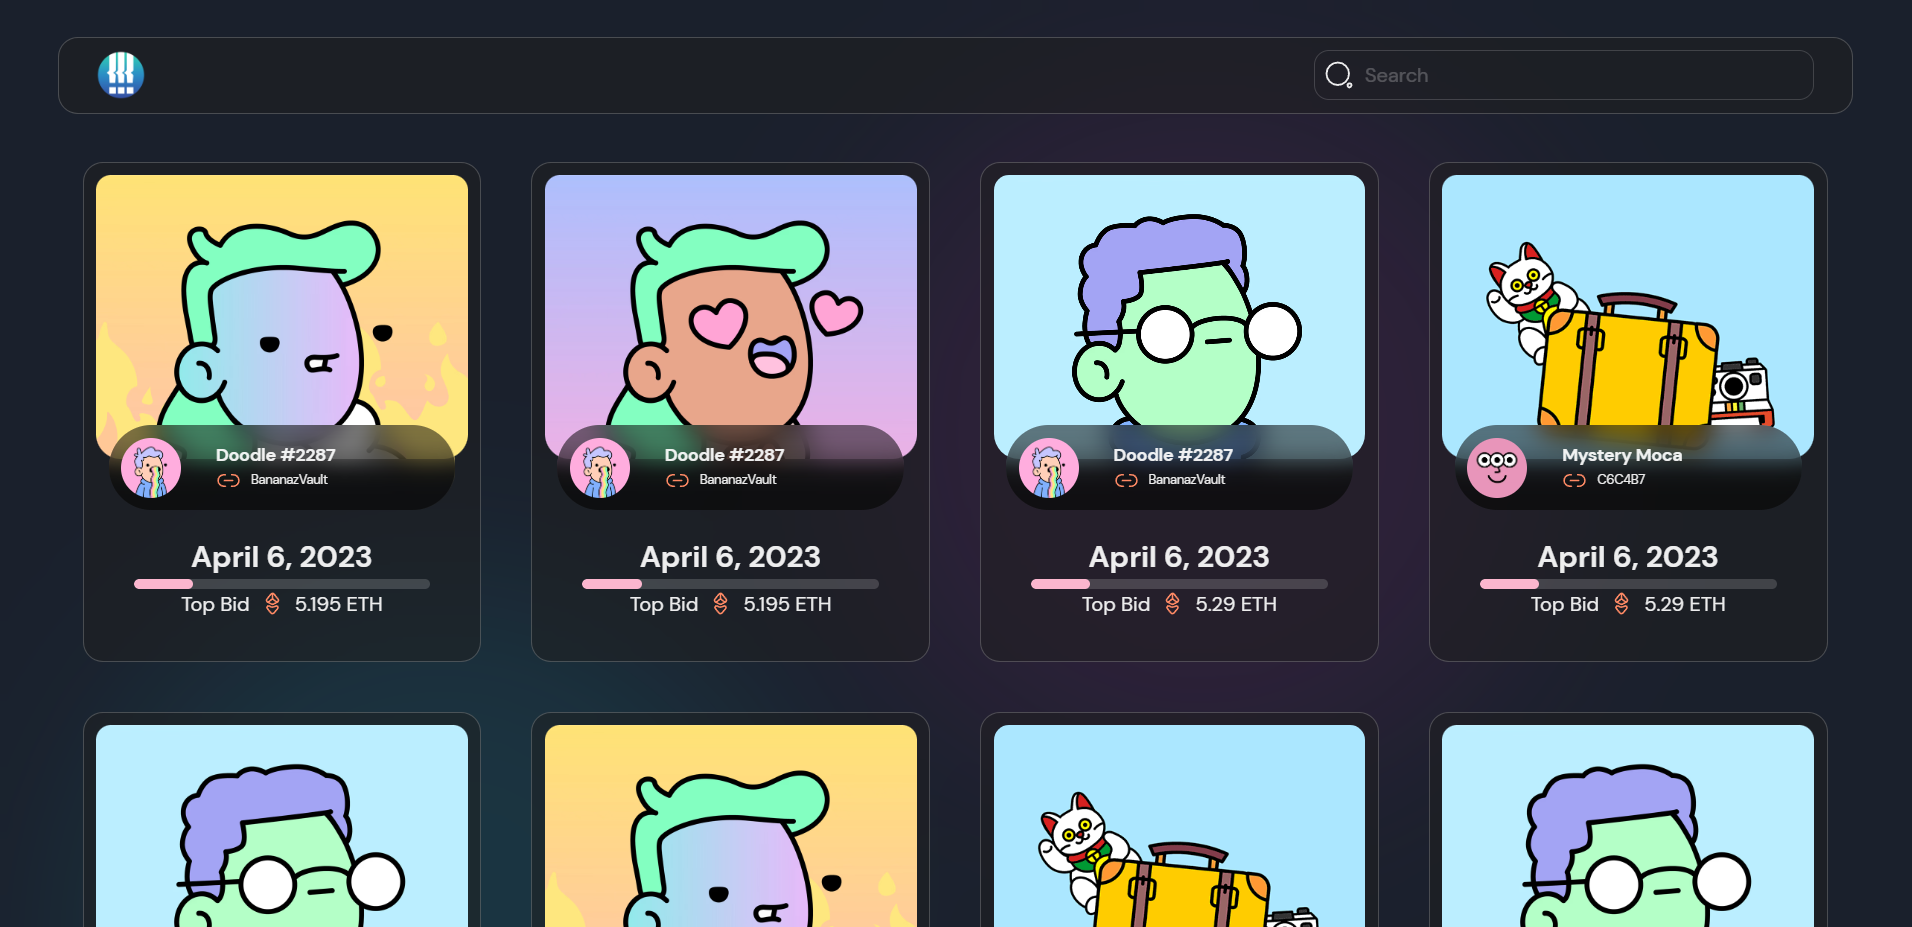 Search
Doodle #2287
BananazVault
April 6, 2023
Top Bid 5.195 ETH
Doodle #2287
BananazVault
April 6, 2023
Top Bid 5.195 ETH
Doodle #2287
BananazVault
April 6, 2023
Top Bid 5.29 ETH
Mystery Moca
C6C4B7
April 6, 2023
Top Bid 5.29 ETH